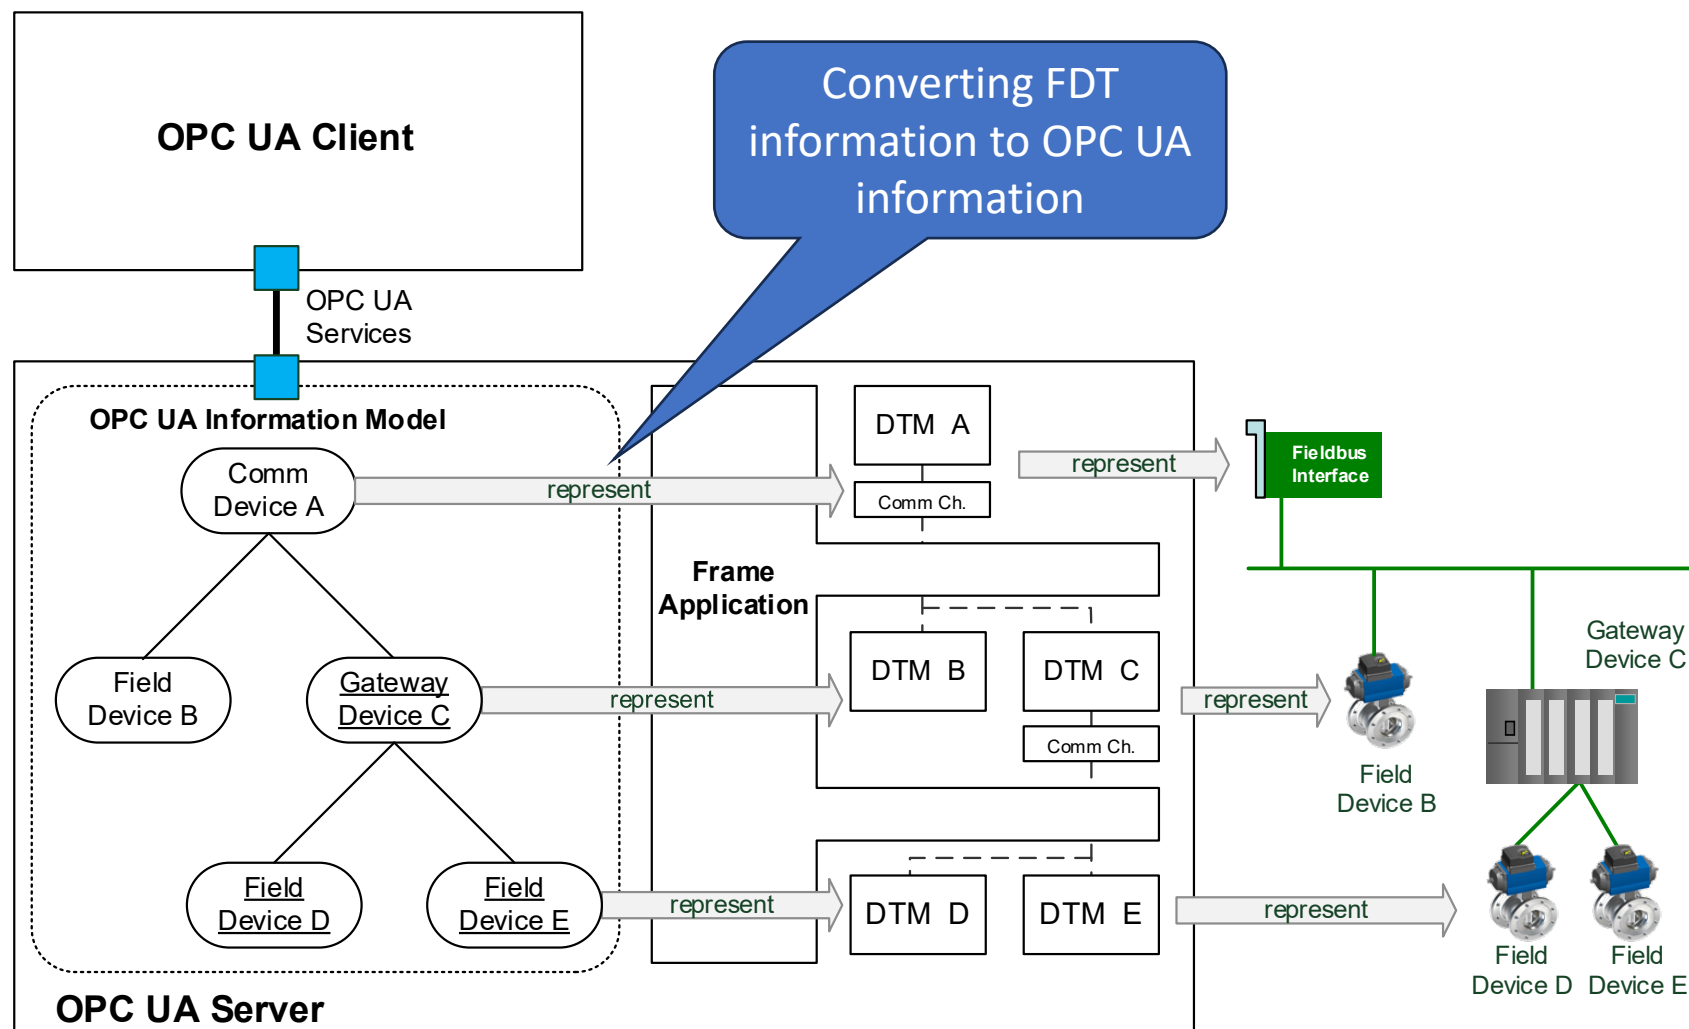 Converting FDT
information to OPC UA
information
OPC UA Client
OPC UA
Services
OPC UA Information Model
Comm
Device A
represent
DTM A
Comm Ch.
represent
Fieldbus
Interface
Frame
Application
Field
Device B
Gateway
Device C
represent
DTM B
DTM C
Comm Ch.
represent
Field
Device B
Gateway
Device C
Field
Device D
Field
Device E
represent
DTM D
DTM E
represent
Field
Device D
Field
Device E
OPC UA Server